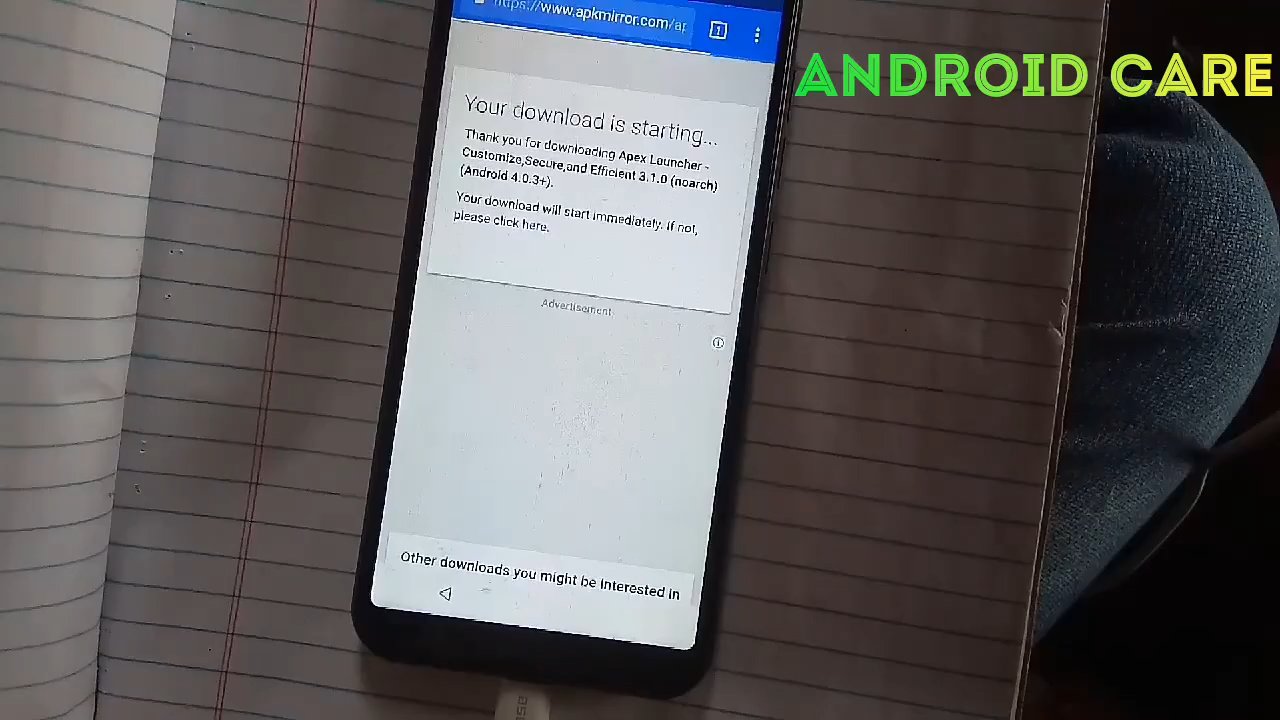 https://www.apkmirror.com/ap
1
ANDROID CARE
Your download is starting...
Thank you for downloading Apex Launcher -
Customize,Secure,and Efficient 3.1.0 (noarch)
(Android 4.0.3+).
Your download will start immediately. If not,
please click here.
Advertisement
Other downloads you might be interested in